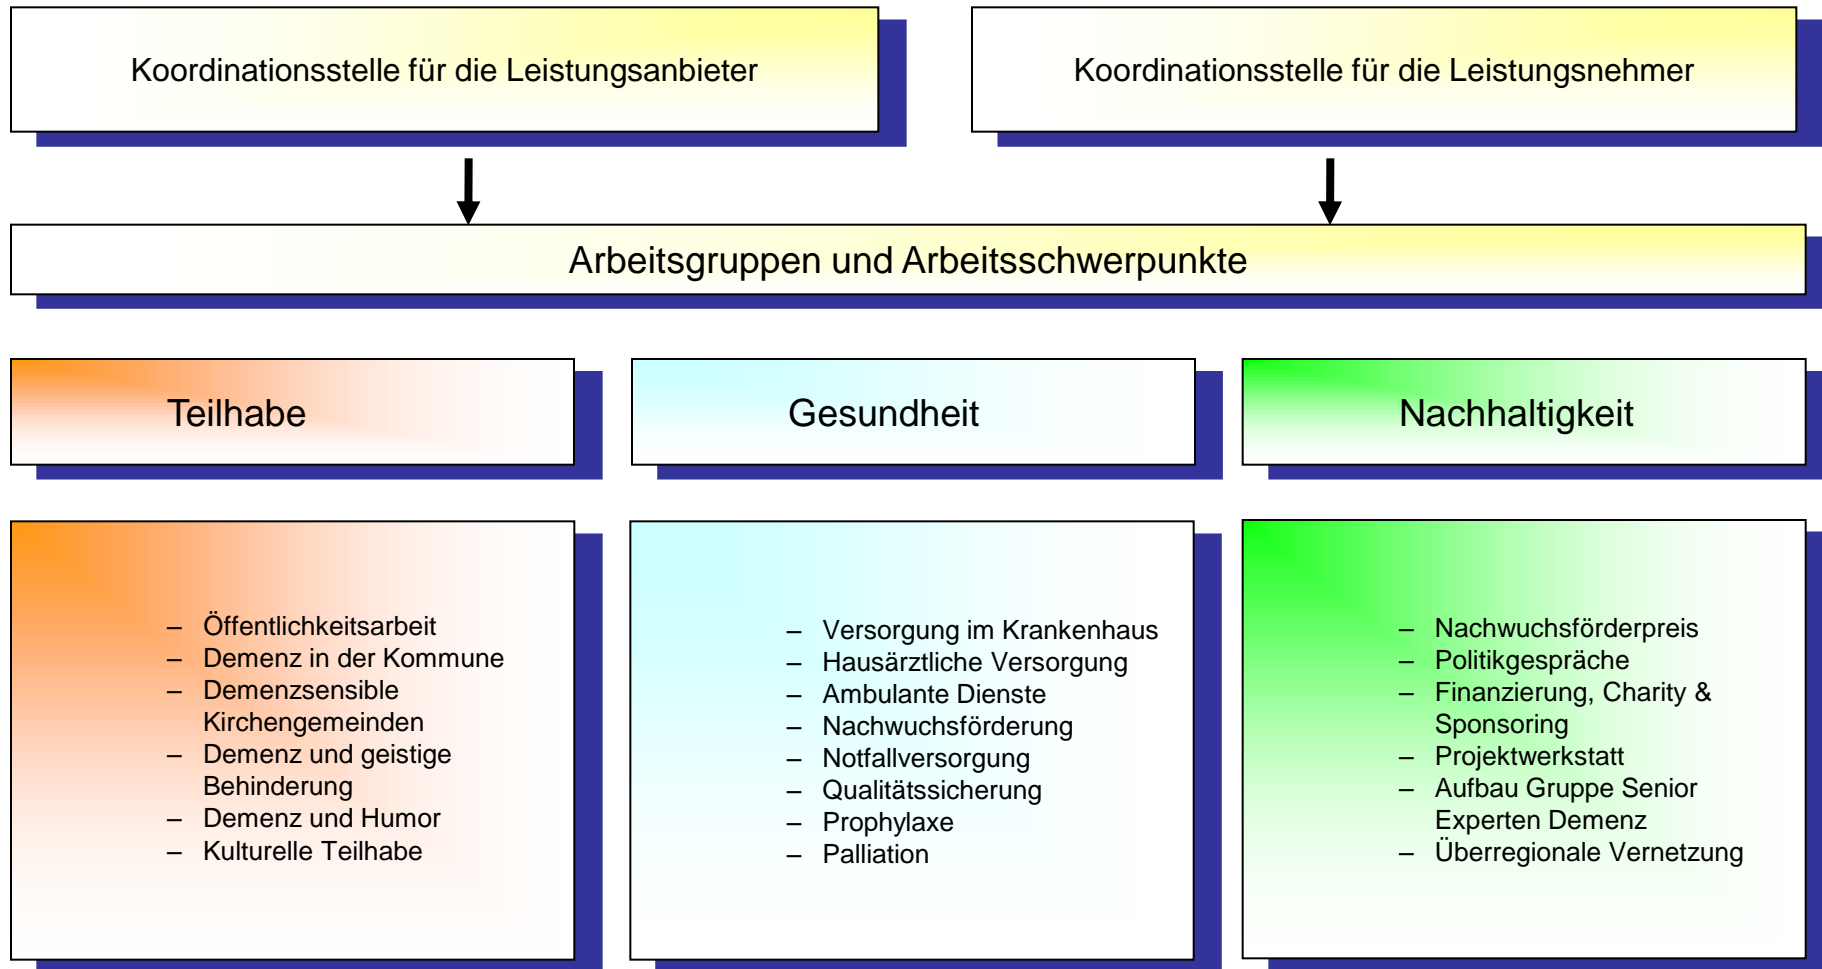 Koordinationsstelle für die Leistungsanbieter
Koordinationsstelle für die Leistungsnehmer
Arbeitsgruppen und Arbeitsschwerpunkte
Teilhabe
Gesundheit
Nachhaltigkeit
– Öffentlichkeitsarbeit
– Demenz in der Kommune
– Demenzsensible
Kirchengemeinden
– Demenz und geistige
Behinderung
– Demenz und Humor
– Kulturelle Teilhabe
– Versorgung im Krankenhaus
– Hausärztliche Versorgung
– Ambulante Dienste
– Nachwuchsförderung
– Notfallversorgung
– Qualitätssicherung
– Prophylaxe
– Palliation
– Nachwuchsförderpreis
– Politikgespräche
– Finanzierung, Charity &
Sponsoring
– Projektwerkstatt
– Aufbau Gruppe Senior
Experten Demenz
– Überregionale Vernetzung